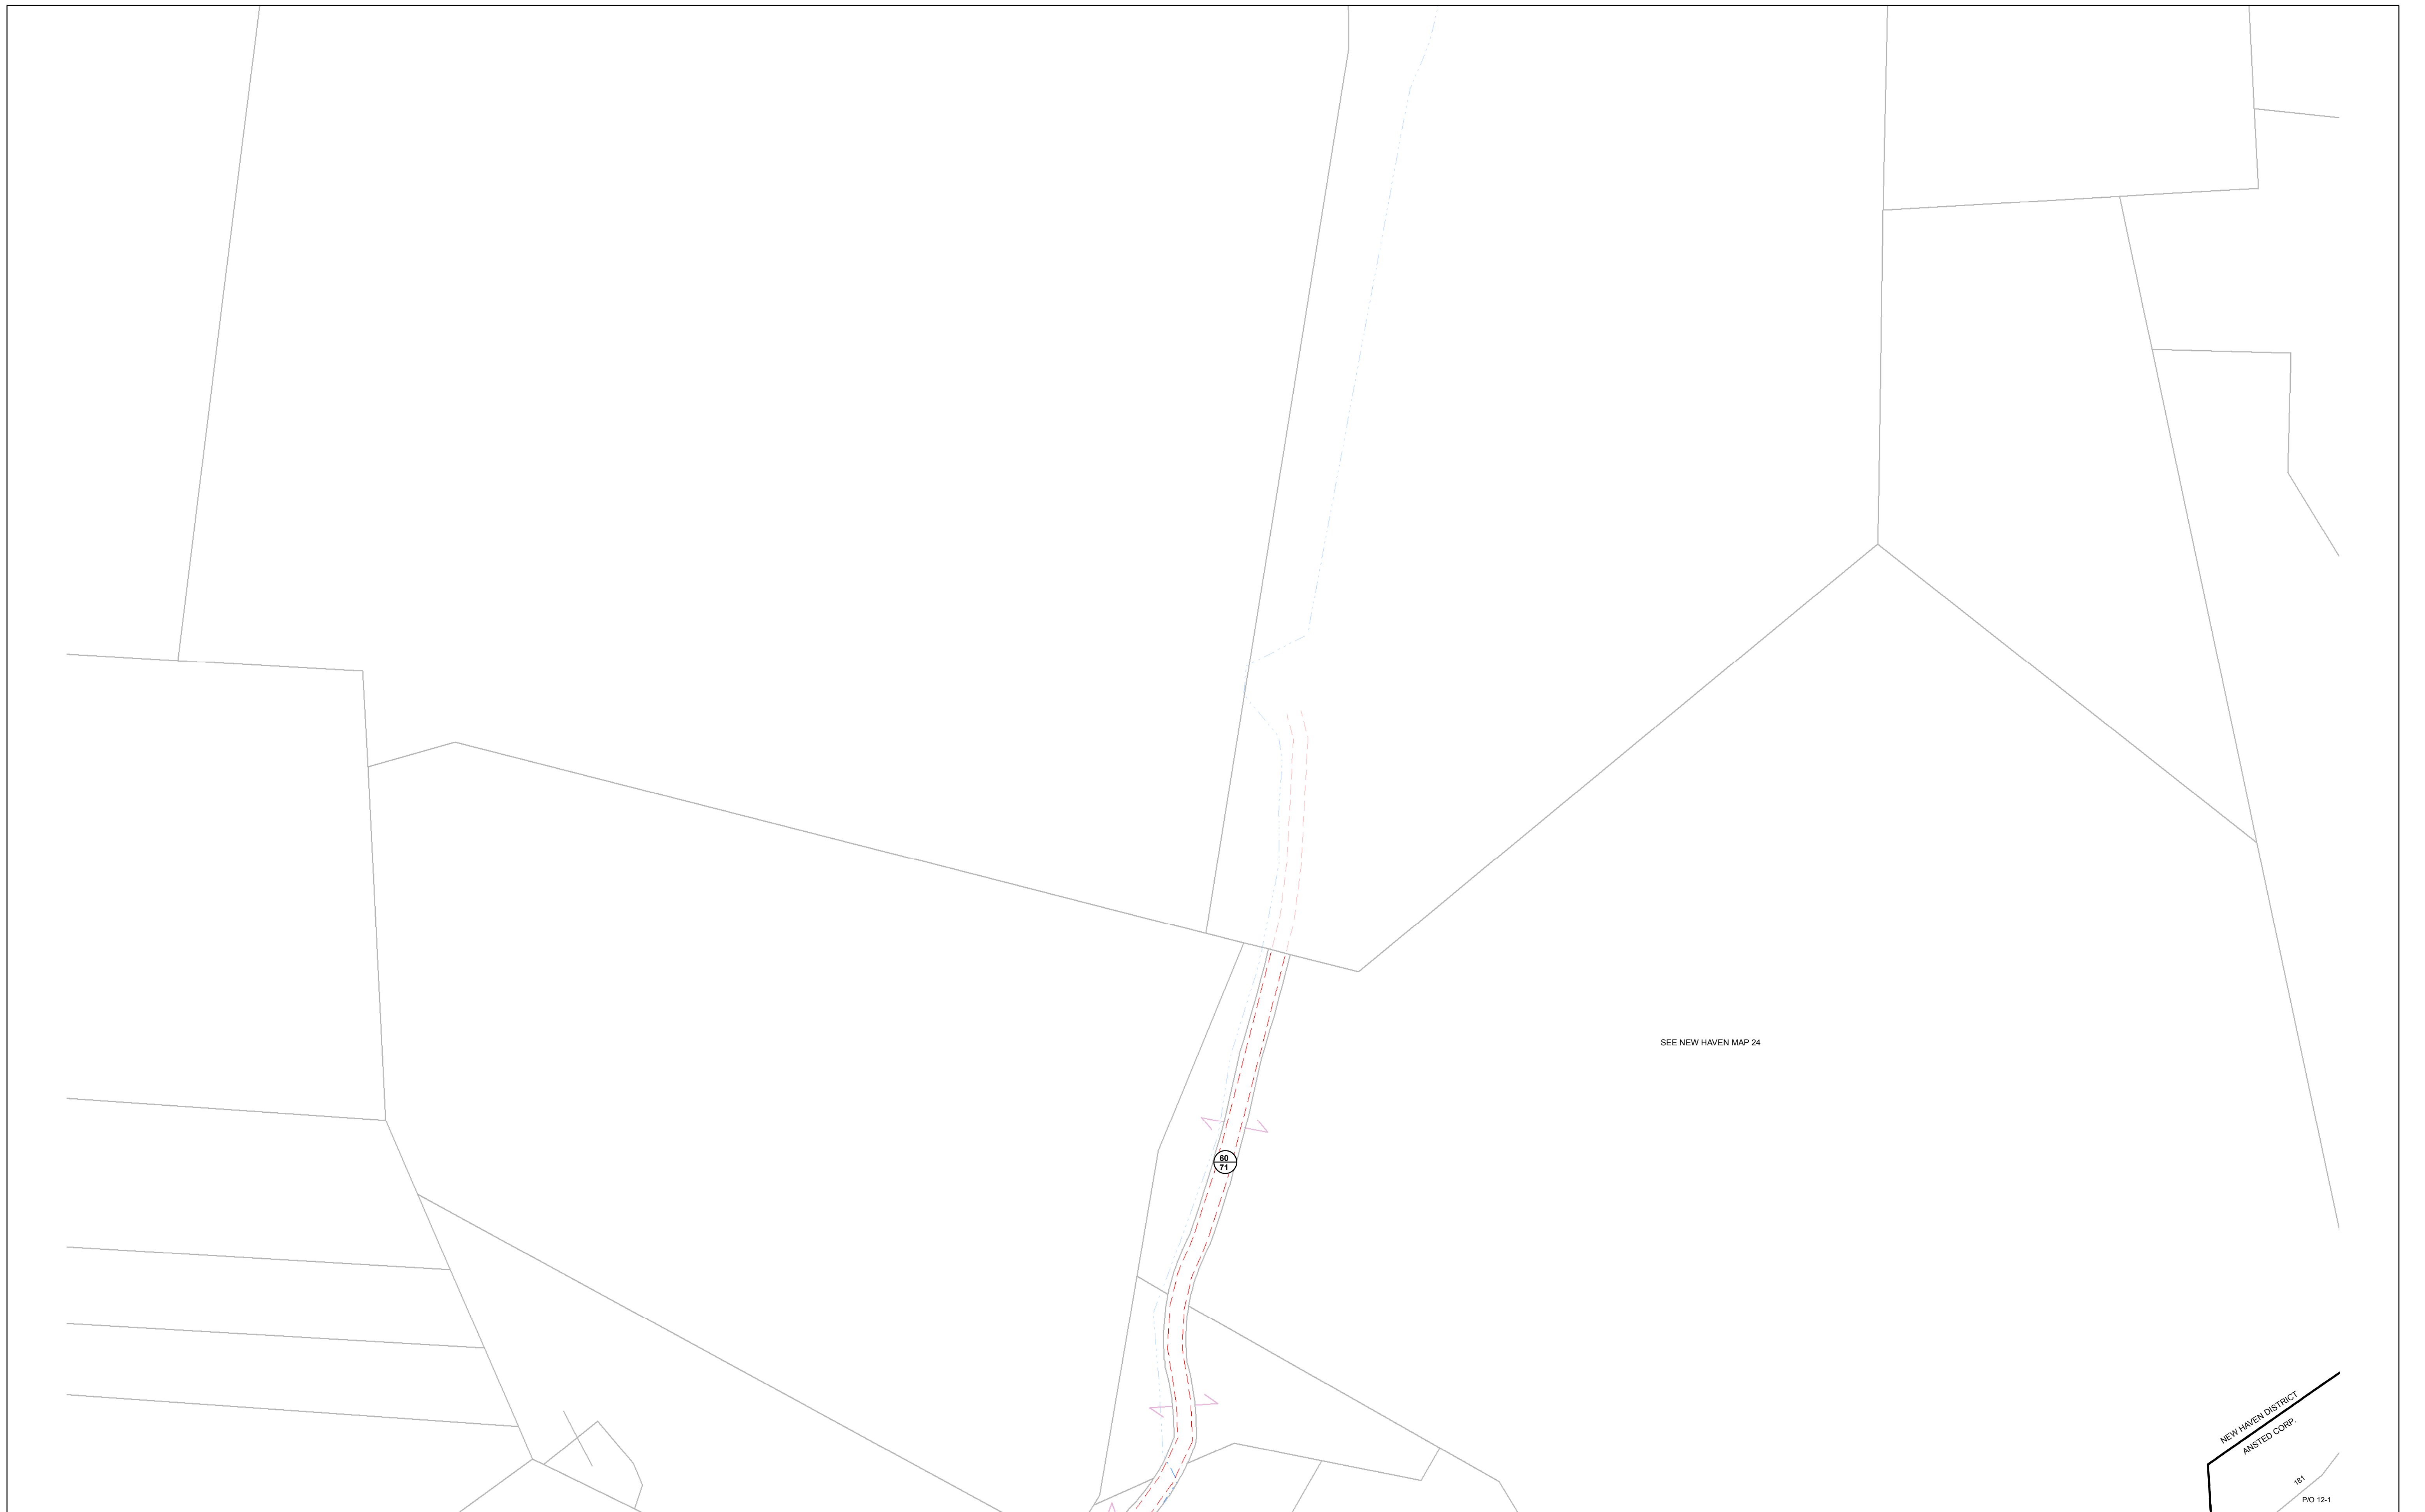 SEE NEW HAVEN MAP 24
60
71
NEW HAVEN DISTRICT
ANSTED CORP.
181
P/O 12-1